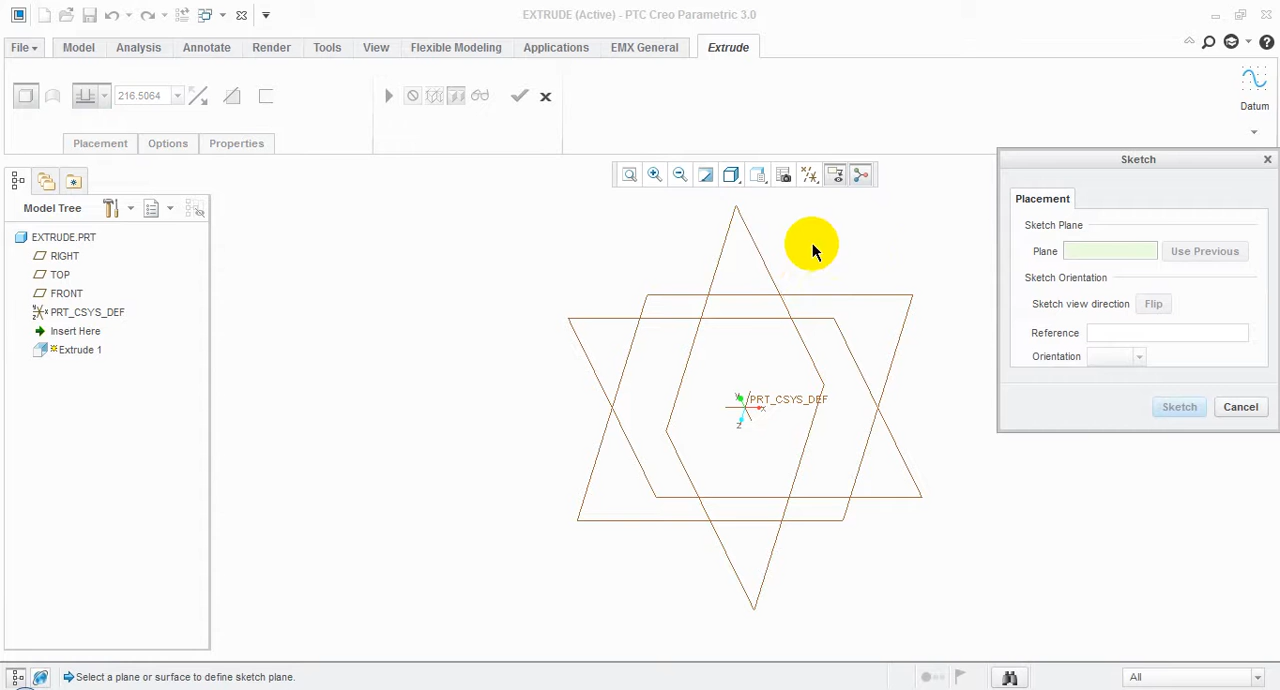 EXTRUDE (Active) - PTC Creo Parametric 3.0
File Model Analysis Annotate Render Tools View Flexible Modeling Applications EMX General Extrude
216.5064
Datum
Placement Options Properties
Sketch
Placement
Sketch Plane
Plane Use Previous
Sketch Orientation
Sketch view direction Flip
Reference
Orientation
Sketch Cancel
Model Tree
EXTRUDE.PRT
RIGHT
TOP
FRONT
PRT_CSYS_DEF
Insert Here
Extrude 1
Y PRT_CSYS_DEF
X
Z
Select a plane or surface to define sketch plane.
All